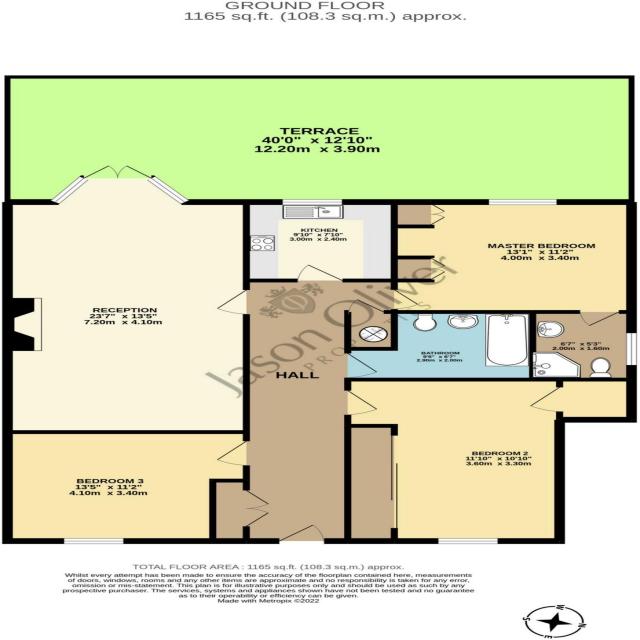 GROUND FLOOR
1165 sq.ft. (108.3 sq.m.) approx.
TERRACE
40'0" x 12'10"
12.20m x 3.90m
KITCHEN
9'10" x 7'10"
3.00m x 2.40m
MASTER BEDROOM
13'1" x 11'2"
4.00m x 3.40m
RECEPTION
23'7" x 13'5"
7.20m x 4.10m
Jason Oliver
PROPERTIES
HALL
BATHROOM
9'6" x 6'7"
2.90m x 2.00m
6'7" x 5'3"
2.00m x 1.60m
BEDROOM 2
11'10" x 10'10"
3.60m x 3.30m
BEDROOM 3
13'5" x 11'2"
4.10m x 3.40m
TOTAL FLOOR AREA : 1165 sq.ft. (108.3 sq.m.) approx.
Whilst every attempt has been made to ensure the accuracy of the floorplan contained here, measurements
of doors, windows, rooms and any other items are approximate and no responsibility is taken for any error,
omission or mis-statement. This plan is for illustrative purposes only and should be used as such by any
prospective purchaser. The services, systems and appliances shown have not been tested and no guarantee
as to their operability or efficiency can be given.
Made with Metropix ©2022
W
N
S
E